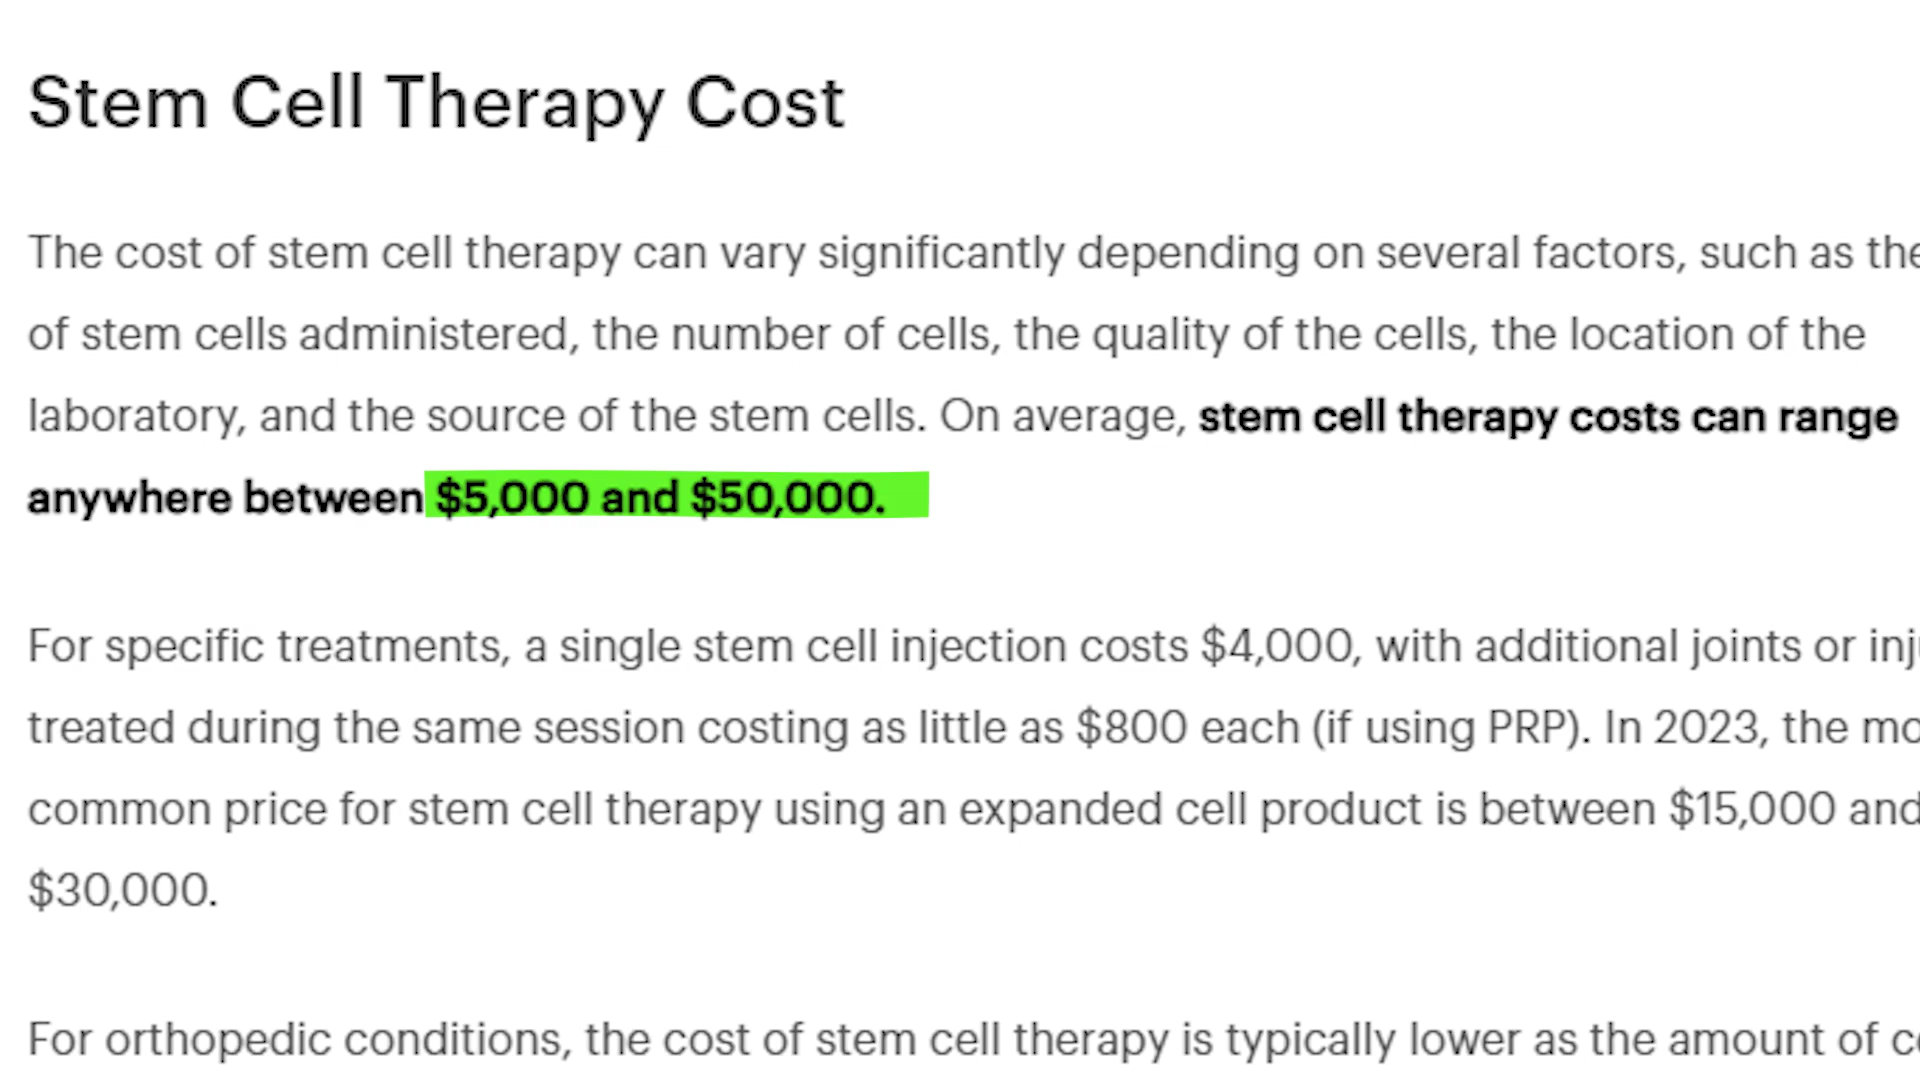 Stem Cell Therapy Cost
The cost of stem cell therapy can vary significantly depending on several factors, such as the
of stem cells administered, the number of cells, the quality of the cells, the location of the
laboratory, and the source of the stem cells. On average, stem cell therapy costs can range
anywhere between $5,000 and $50,000.
For specific treatments, a single stem cell injection costs $4,000, with additional joints or
treated during the same session costing as little as $800 each (if using PRP). In 2023, the
common price for stem cell therapy using an expanded cell product is between $15,000 and
$30,000.
For orthopedic conditions, the cost of stem cell therapy is typically lower as the amount of